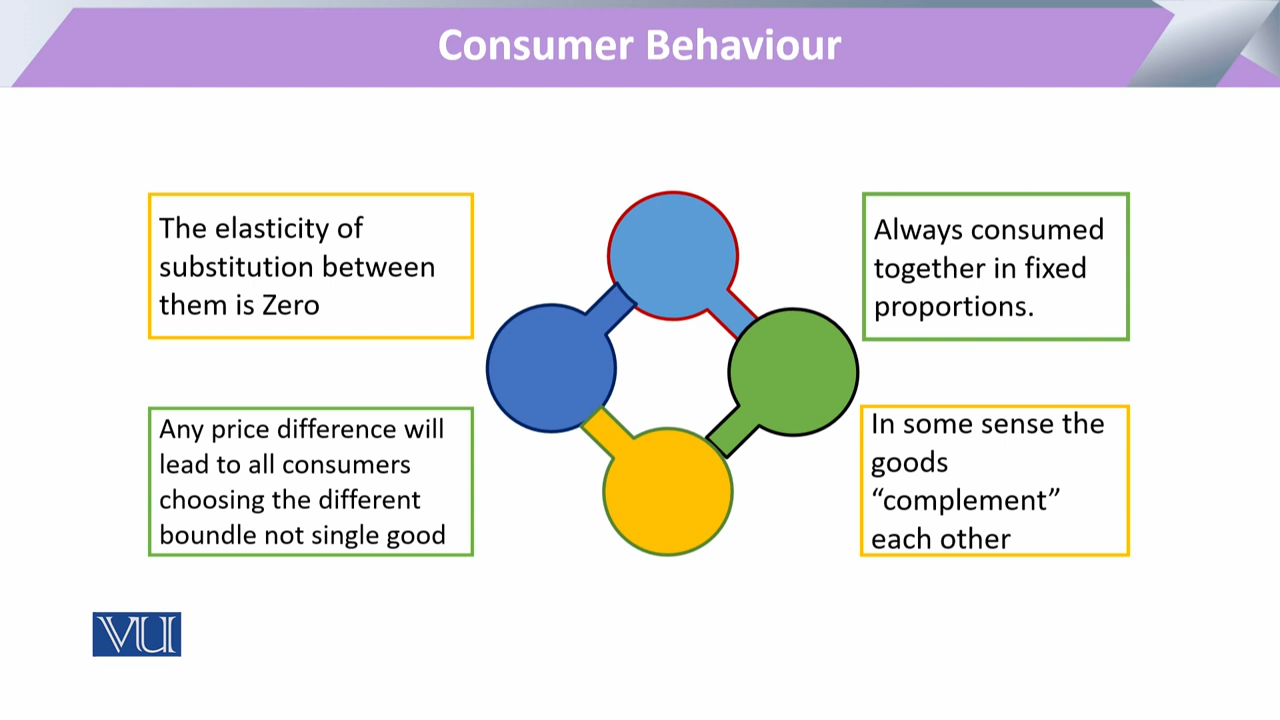 Consumer Behaviour
The elasticity of
substitution between
them is Zero
Always consumed
together in fixed
proportions.
Any price difference will
lead to all consumers
choosing the different
boundle not single good
In some sense the
goods
“complement”
each other
VU